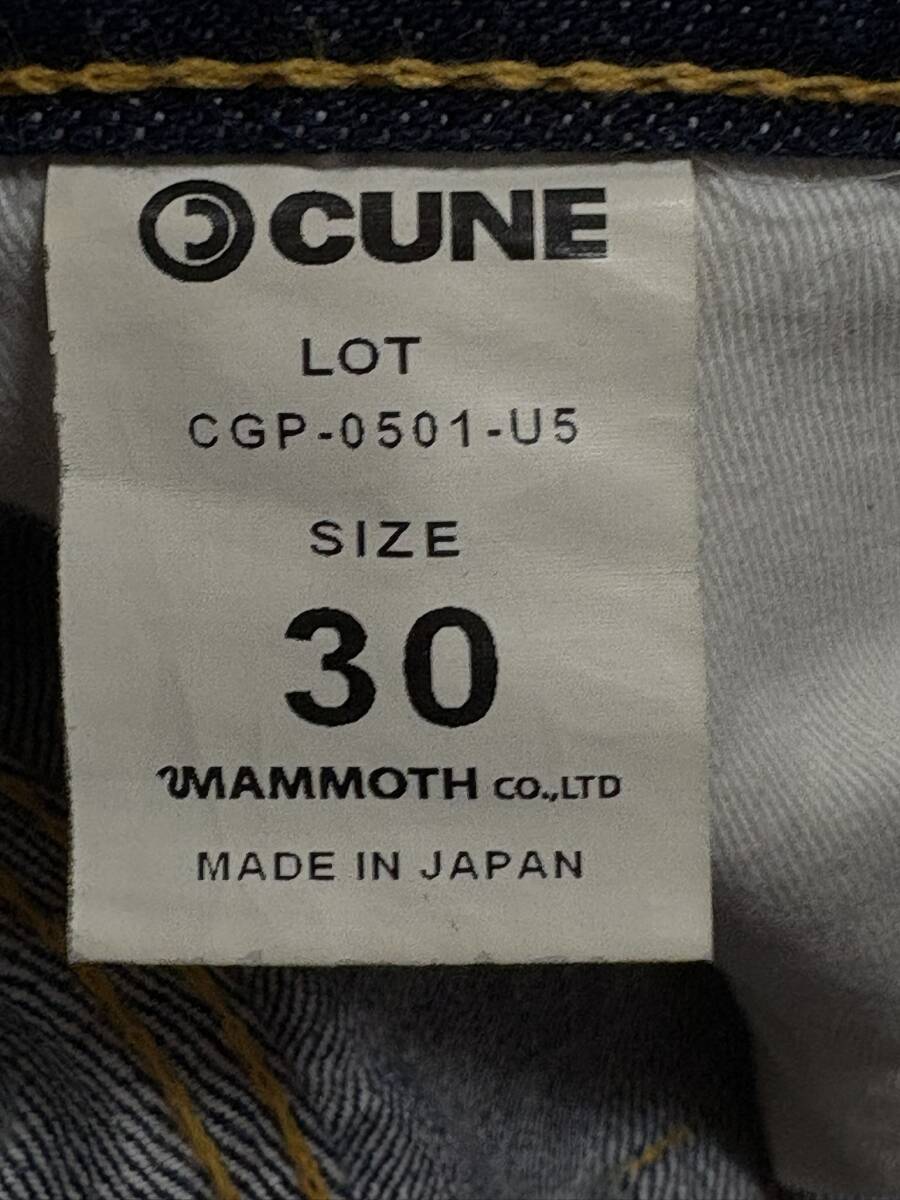 CUNE
LOT
CGP-0501-U5
SIZE
30
MAMMOTH CO.,LTD
MADE IN JAPAN